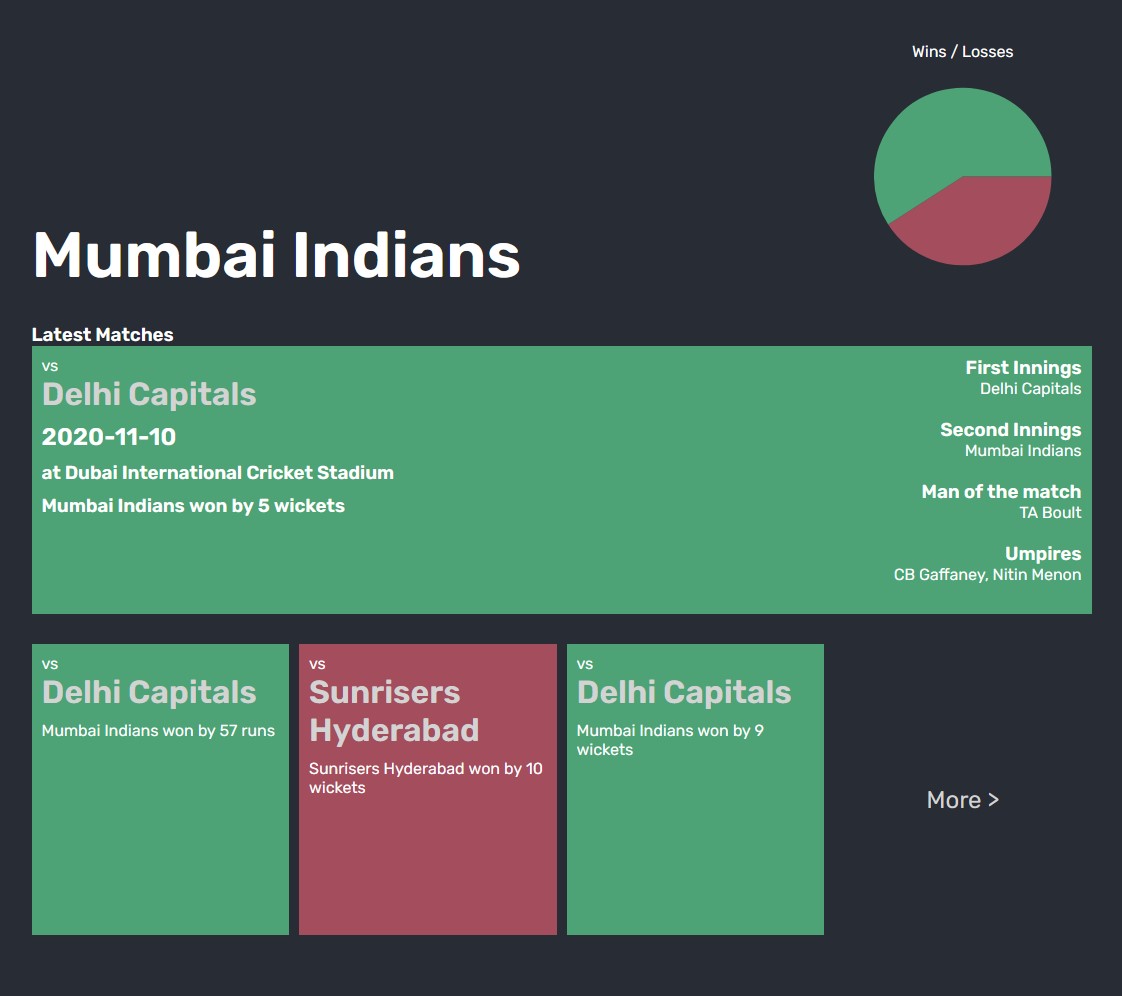 Wins / Losses
Mumbai Indians
Latest Matches
vs
Delhi Capitals
2020-11-10
at Dubai International Cricket Stadium
Mumbai Indians won by 5 wickets
First Innings
Delhi Capitals
Second Innings
Mumbai Indians
Man of the match
TA Boult
Umpires
CB Gaffaney, Nitin Menon
vs
Delhi Capitals
Mumbai Indians won by 57 runs
vs
Sunrisers
Hyderabad
Sunrisers Hyderabad won by 10
wickets
vs
Delhi Capitals
Mumbai Indians won by 9
wickets
More >